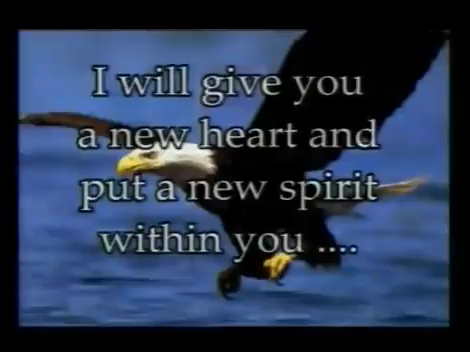 I will give you
a new heart and
put a new spirit
within you ....